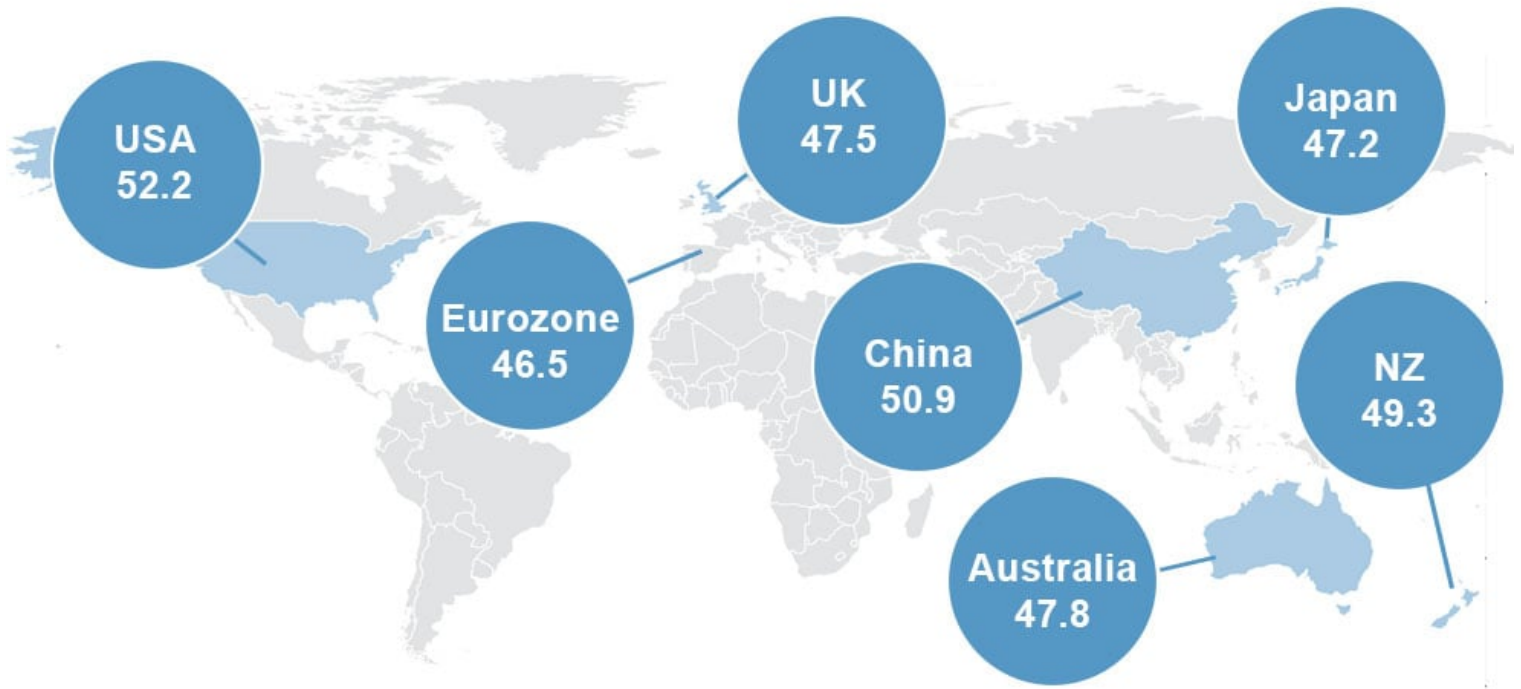 USA
52.2
UK
47.5
Japan
47.2
Eurozone
46.5
China
50.9
NZ
49.3
Australia
47.8